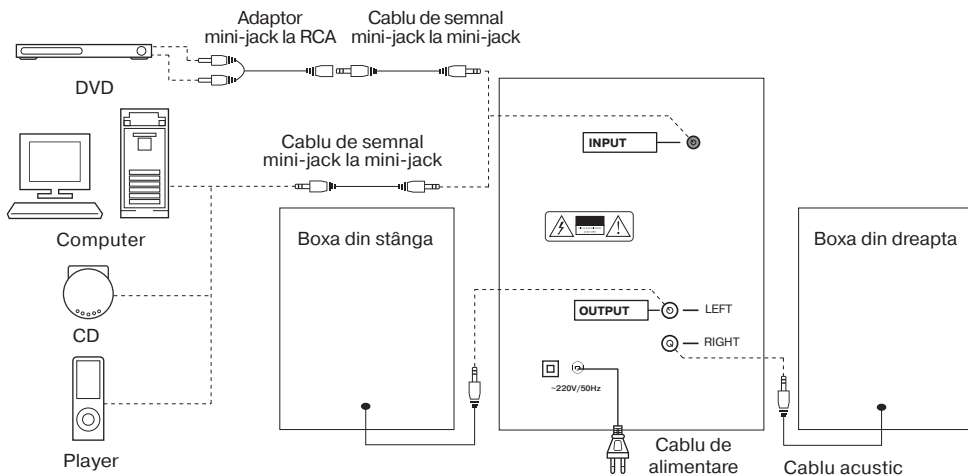 Adaptor
mini-jack la RCA
Cablu de semnal
mini-jack la mini-jack
DVD
INPUT
Cablu de semnal
mini-jack la mini-jack
Computer
Boxa din stânga
Boxa din dreapta
OUTPUT
LEFT
RIGHT
CD
~220V/50Hz
Player
Cablu de
alimentare
Cablu acustic